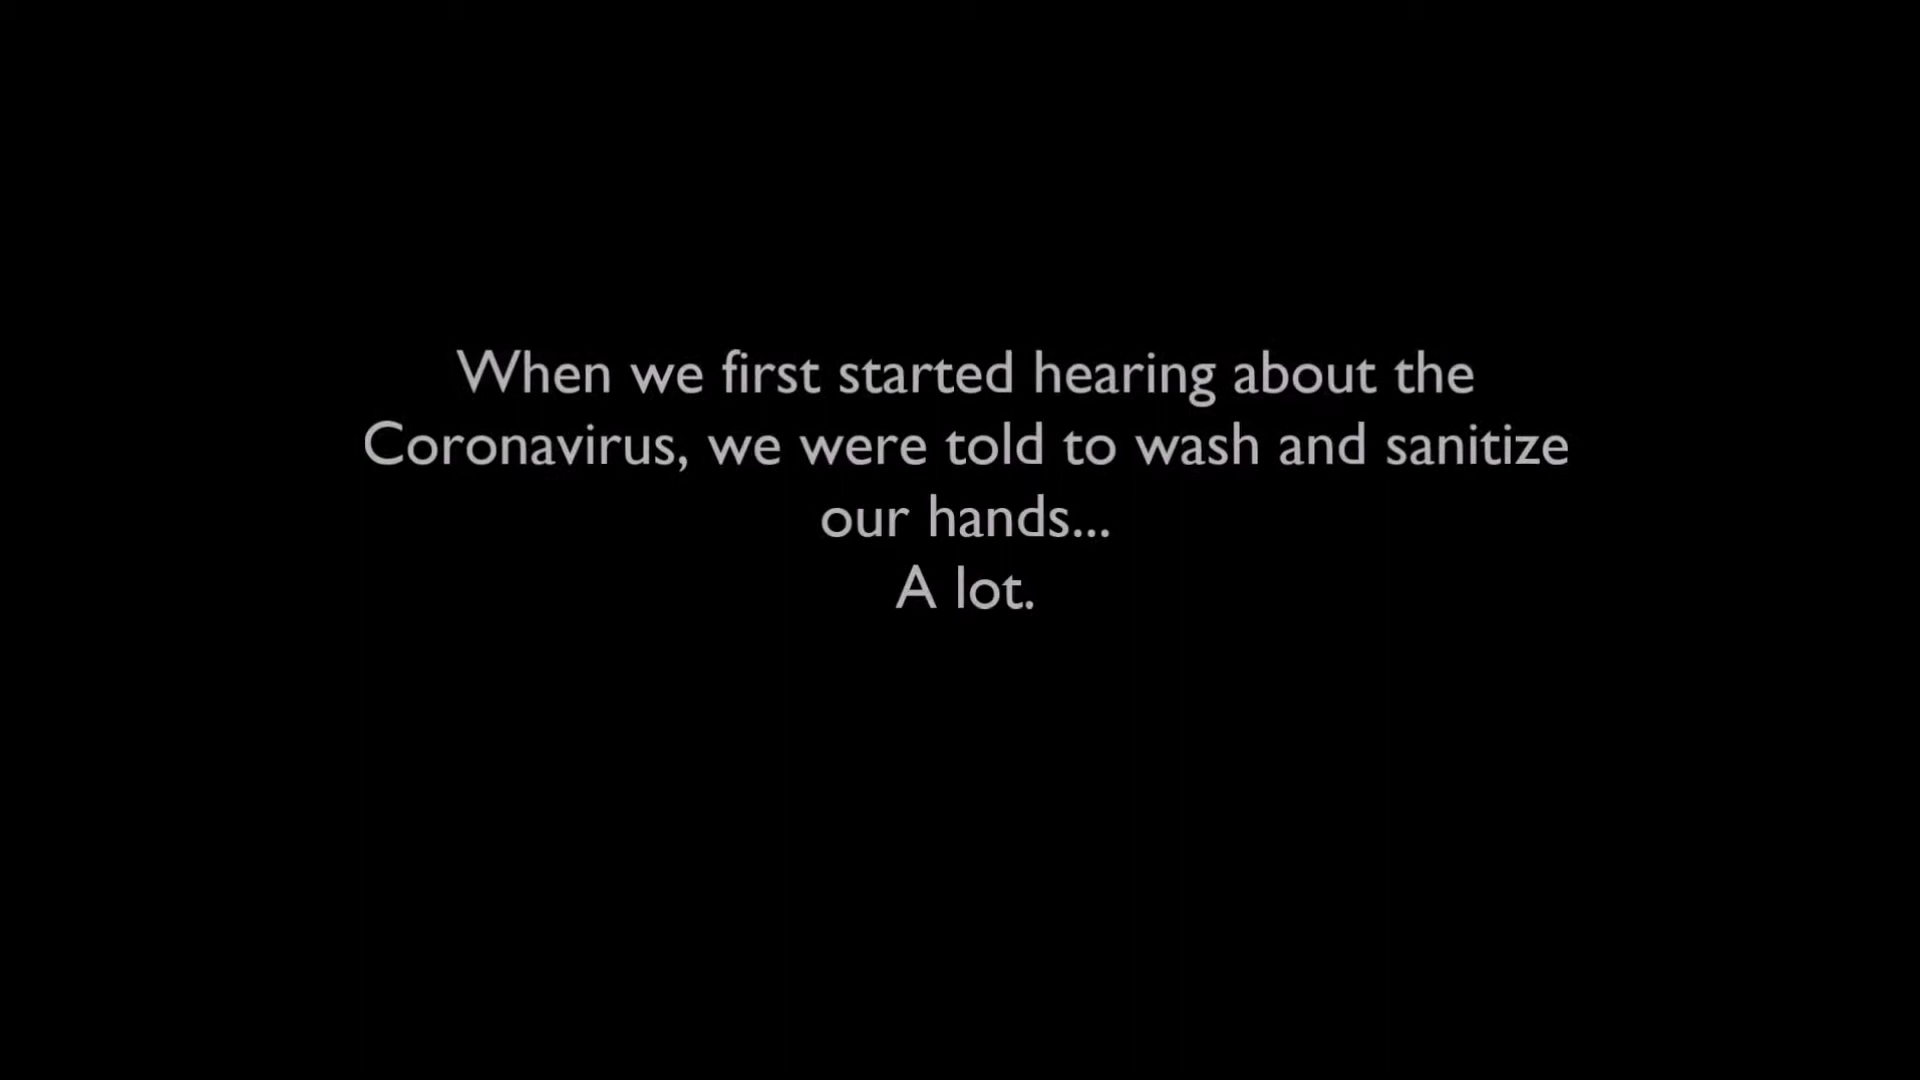 When we first started hearing about the
Coronavirus, we were told to wash and sanitize
our hands...
A lot.